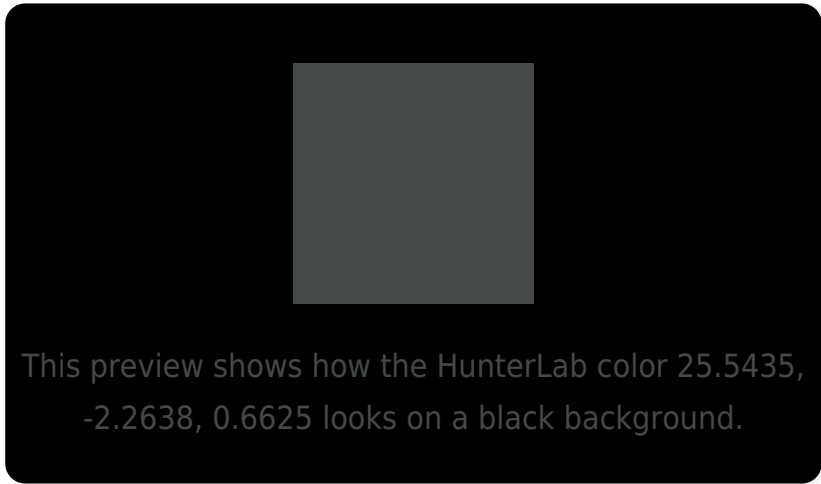 This preview shows how the HunterLab color 25.5435,
-2.2638, 0.6625 looks on a black background.